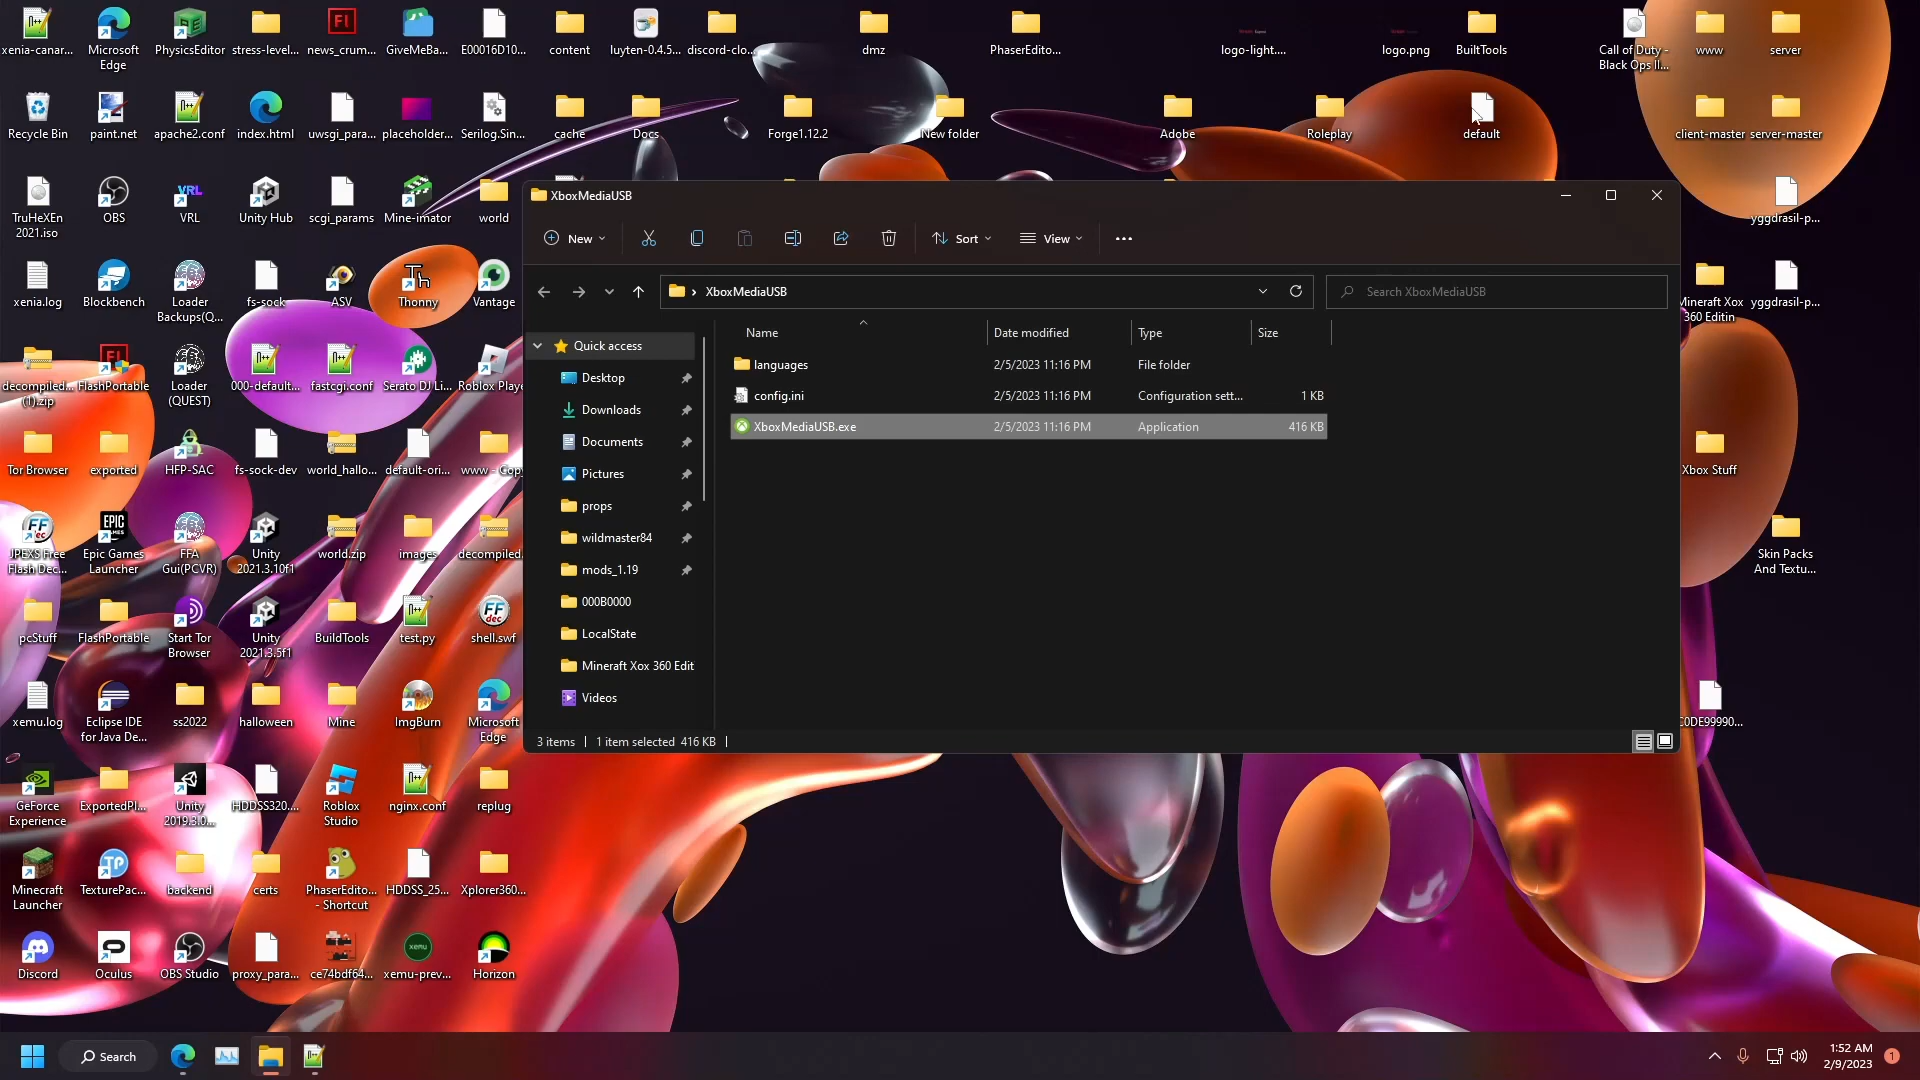 xenia-canar...
Microsoft
Edge
PhysicsEditor
stress-level...
news_crum...
GiveMeBa...
E00016D10...
content
luyten-0.4.5...
discord-clo...
dmz
PhaserEdito...
logo-light....
logo.png
BuiltTools
Call of Duty -
Black Ops II...
www
server
Recycle Bin
paint.net
apache2.conf
index.html
uwsgi_para...
placeholder...
Serilog.Sin...
cache
Docs
Forge1.12.2
New folder
Adobe
Roleplay
default
client-master
server-master
TruHeXEn
2021.iso
OBS
VRL
Unity Hub
scgi_params
Mine-imator
world
yggdrasil-p...
xenia.log
Blockbench
Loader
Backups(Q...
fs-sock
ASV
Thonny
Vantage
Mineraft Xox
360 Editin
yggdrasil-p...
decompiled...
(1).zip
FlashPortable
Loader
(QUEST)
000-default...
fastcgi.conf
Serato DJ Li...
Roblox Playe
Tor Browser
exported
HFP-SAC
fs-sock-dev
world_hallo...
default-ori...
www - Copy
Xbox Stuff
JPEXS Free
Flash Dec...
Epic Games
Launcher
FFA
Gui(PCVR)
Unity
2021.3.10f1
world.zip
images
decompiled.
Skin Packs
And Textu...
pcStuff
FlashPortable
Start Tor
Browser
Unity
2021.3.5f1
BuildTools
test.py
shell.swf
xemu.log
Eclipse IDE
for Java De...
ss2022
halloween
Mine
ImgBurn
Microsoft
Edge
C0DE99990...
GeForce
Experience
ExportedPl...
Unity
2019.3.0...
HDDSS320....
Roblox
Studio
nginx.conf
replug
Minecraft
Launcher
TexturePac...
backend
certs
PhaserEdito...
- Shortcut
HDDSS_25...
Xplorer360...
Discord
Oculus
OBS Studio
proxy_para...
ce74bdf64...
xemu-prev...
Horizon
XboxMediaUSB
New
Sort
View
XboxMediaUSB
Search XboxMediaUSB
Name
Date modified
Type
Size
languages
2/5/2023 11:16 PM
File folder
config.ini
2/5/2023 11:16 PM
Configuration sett...
1 KB
XboxMediaUSB.exe
2/5/2023 11:16 PM
Application
416 KB
Quick access
Desktop
Downloads
Documents
Pictures
props
wildmaster84
mods_1.19
000B0000
LocalState
Mineraft Xox 360 Edit
Videos
3 items
1 item selected 416 KB
Search
1:52 AM
2/9/2023
1